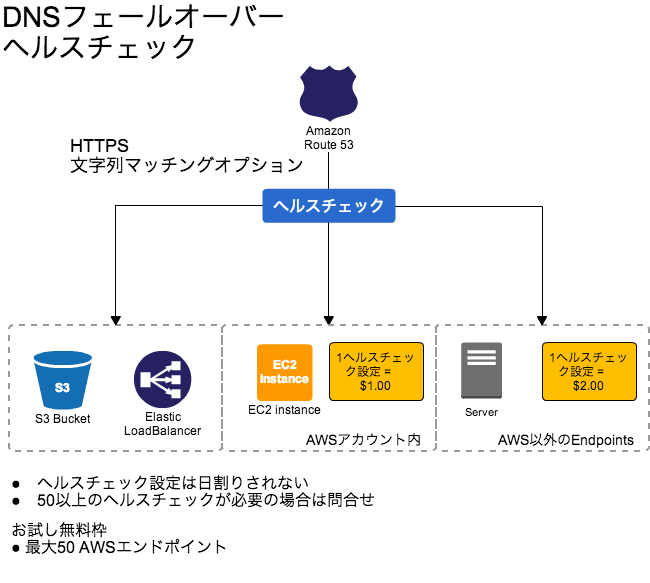 DNSフェールオーバー
ヘルスチェック
Amazon
Route 53
HTTPS
文字列マッチングオプション
ヘルスチェック
S3
S3 Bucket
Elastic
LoadBalancer
EC2
Instance
EC2 instance
1ヘルスチェッ
ク設定 =
$1.00
AWSアカウント内
Server
1ヘルスチェッ
ク設定 =
$2.00
AWS以外のEndpoints
● ヘルスチェック設定は日割りされない
● 50以上のヘルスチェックが必要の場合は問合せ
お試し無料枠
● 最大50 AWSエンドポイント